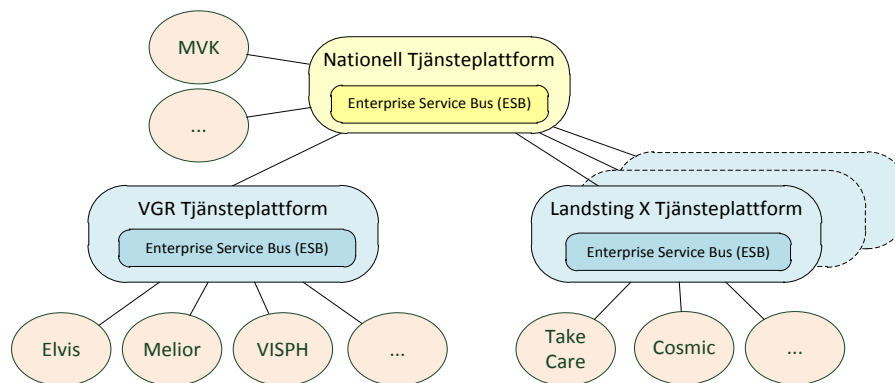 MVK
Nationell Tjänsteplattform
Enterprise Service Bus (ESB)
...
VGR Tjänsteplattform
Enterprise Service Bus (ESB)
Landsting X Tjänsteplattform
Enterprise Service Bus (ESB)
Elvis
Melior
VISPH
...
Take
Care
Cosmic
...